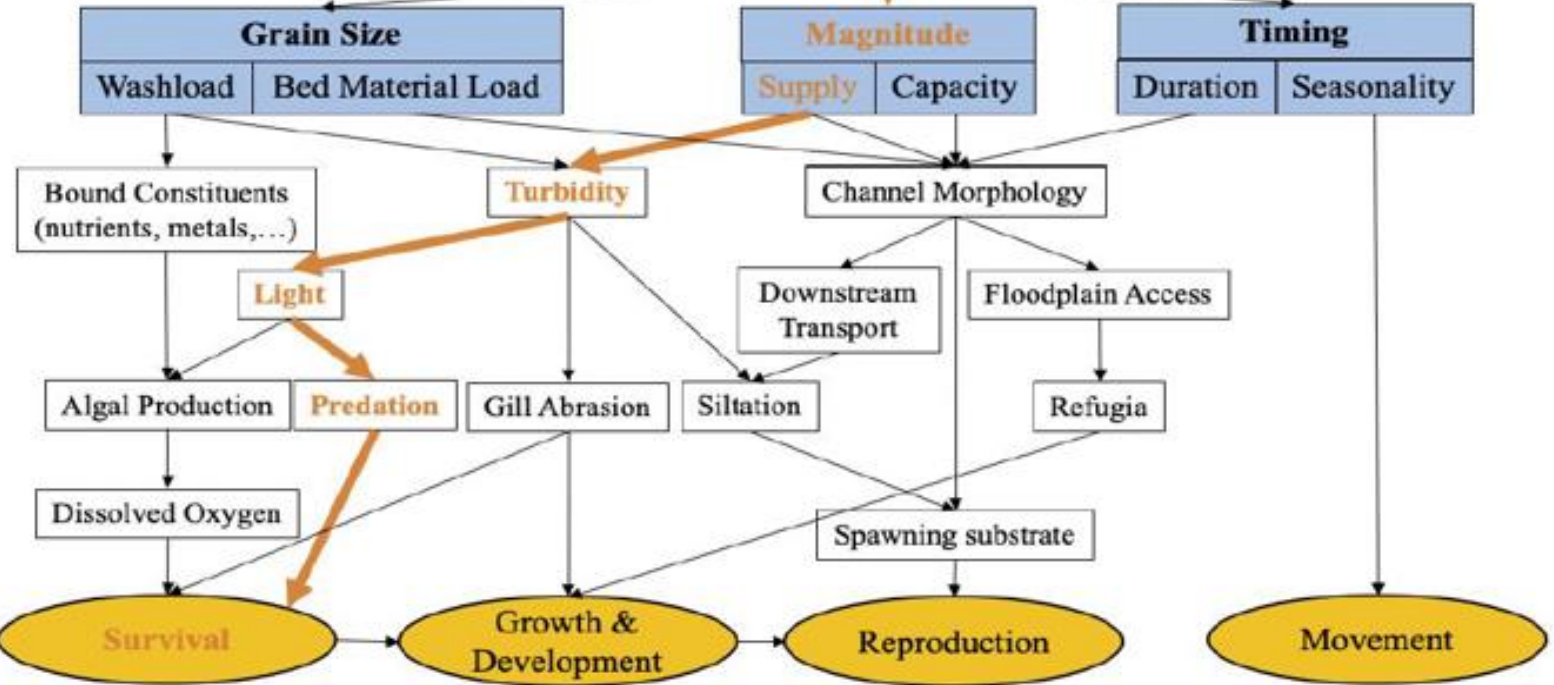 Grain Size
Magnitude
Timing
Washload
Bed Material Load
Supply
Capacity
Duration
Seasonality
Bound Constituents
(nutrients, metals,...)
Turbidity
Channel Morphology
Light
Downstream
Transport
Floodplain Access
Algal Production
Predation
Gill Abrasion
Siltation
Refugia
Dissolved Oxygen
Spawning substrate
Survival
Growth &
Development
Reproduction
Movement